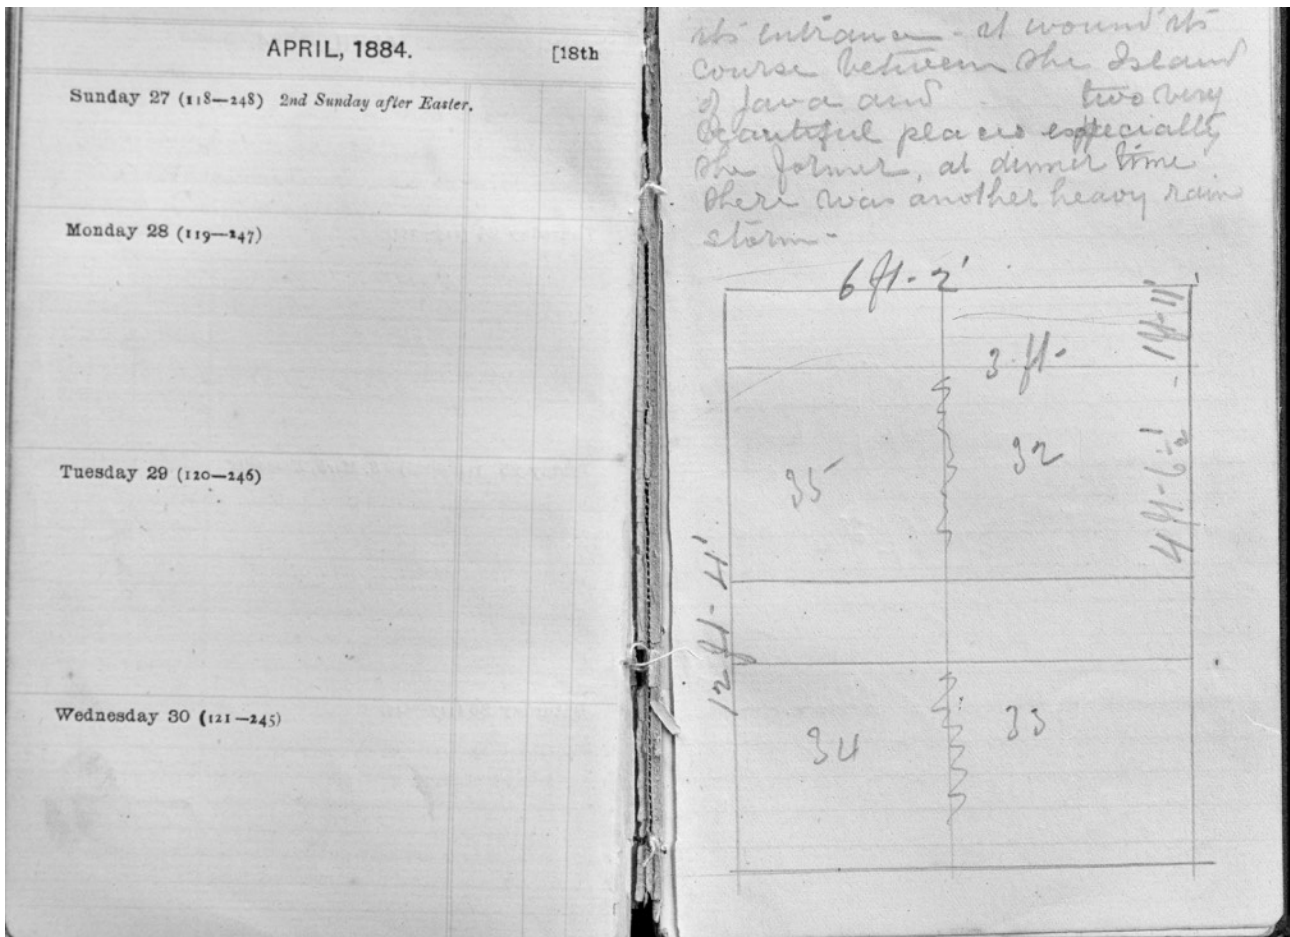 APRIL, 1884. [18th
Sunday 27 (118—248) 2nd Sunday after Easter.
Monday 28 (119—247)
Tuesday 29 (120—246)
Wednesday 30 (121—245)
its entrance - it wound its
course between the Island
of Java and . two very
beautiful places especially
the former, at dinner time
there was another heavy rain
storm -
6 ft - 2'
3 ft -
1 ft - 11'
35
32
4 ft - 6 1/2'
12 ft - 4'
34
33